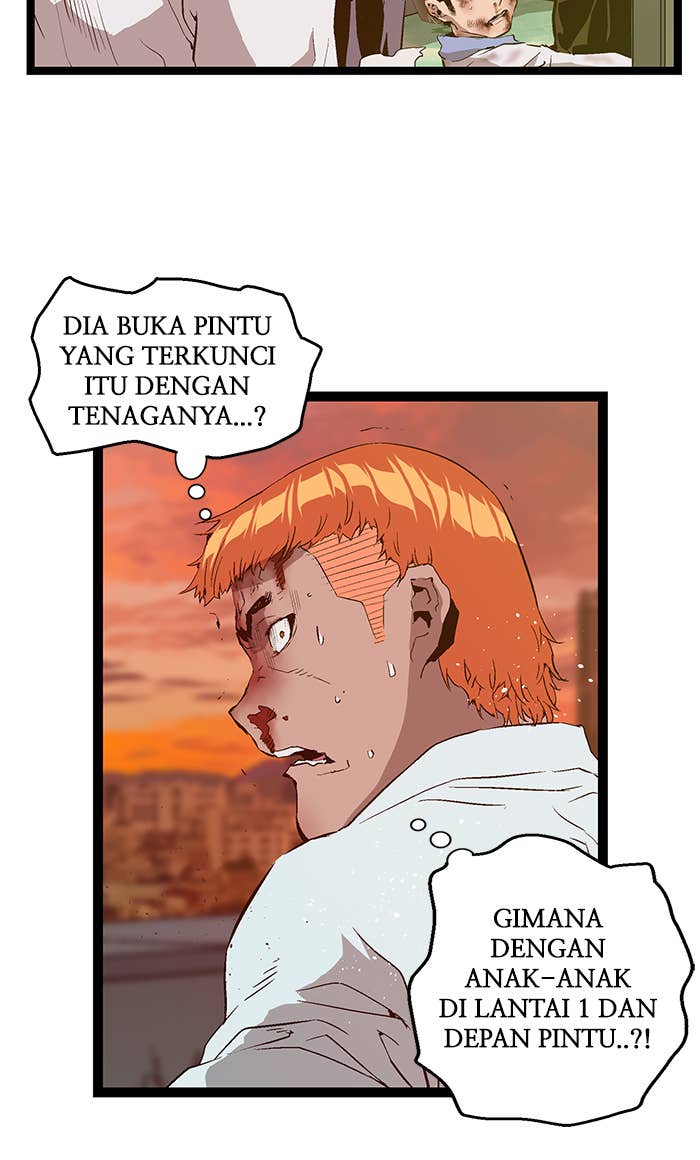 DIA BUKA PINTU
YANG TERKUNCI
ITU DENGAN
TENAGANYA...?
GIMANA
DENGAN
ANAK-ANAK
DI LANTAI 1 DAN
DEPAN PINTU..?!